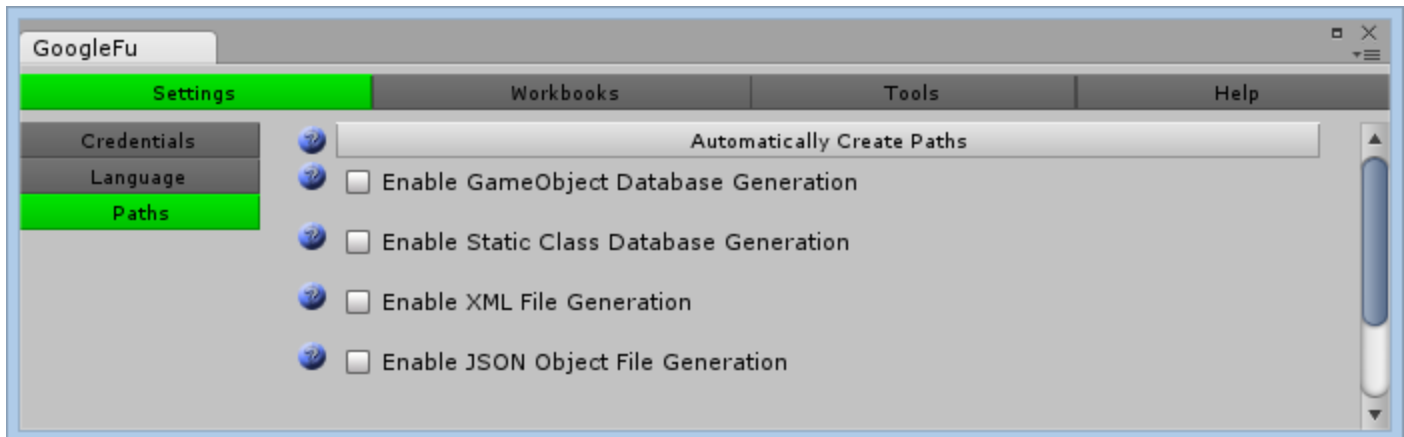 GoogleFu
Settings Workbooks Tools Help
Credentials Automatically Create Paths
Language Enable GameObject Database Generation
Paths
Enable Static Class Database Generation
Enable XML File Generation
Enable JSON Object File Generation